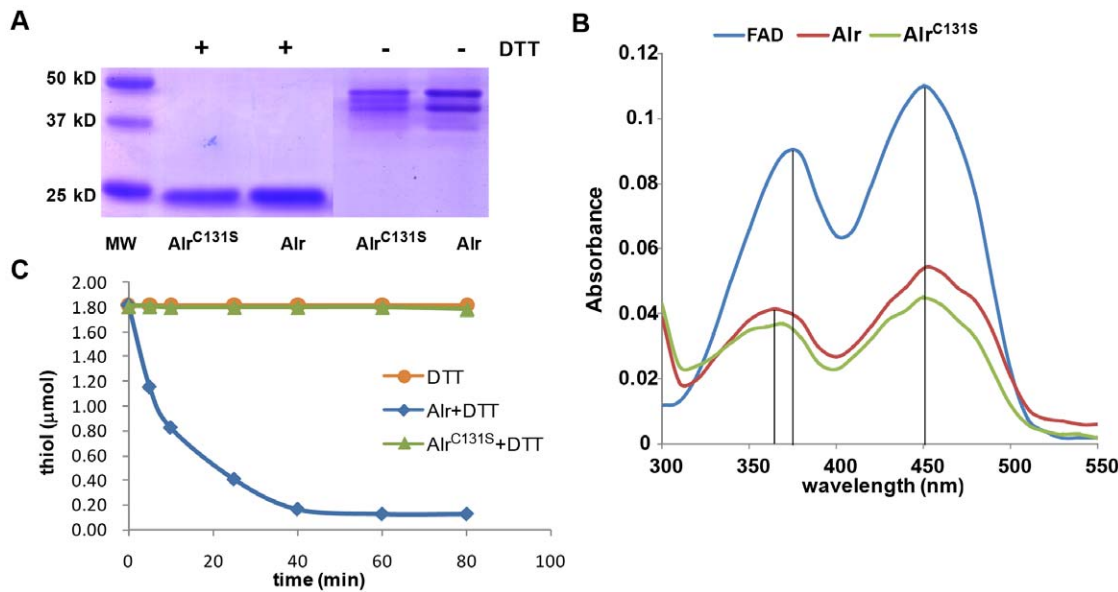 A
+ + - - DTT
50 kD
37 kD
25 kD
MW Alr^C131S Alr Alr^C131S Alr
B
FAD Alr Alr^C131S
0.12
0.1
0.08
0.06
0.04
0.02
0
Absorbance
300 350 400 450 500 550
wavelength (nm)
C
2.00
1.80
1.60
1.40
1.20
1.00
0.80
0.60
0.40
0.20
0.00
thiol (µmol)
DTT
Alr+DTT
Alr^C131S+DTT
0 20 40 60 80 100
time (min)